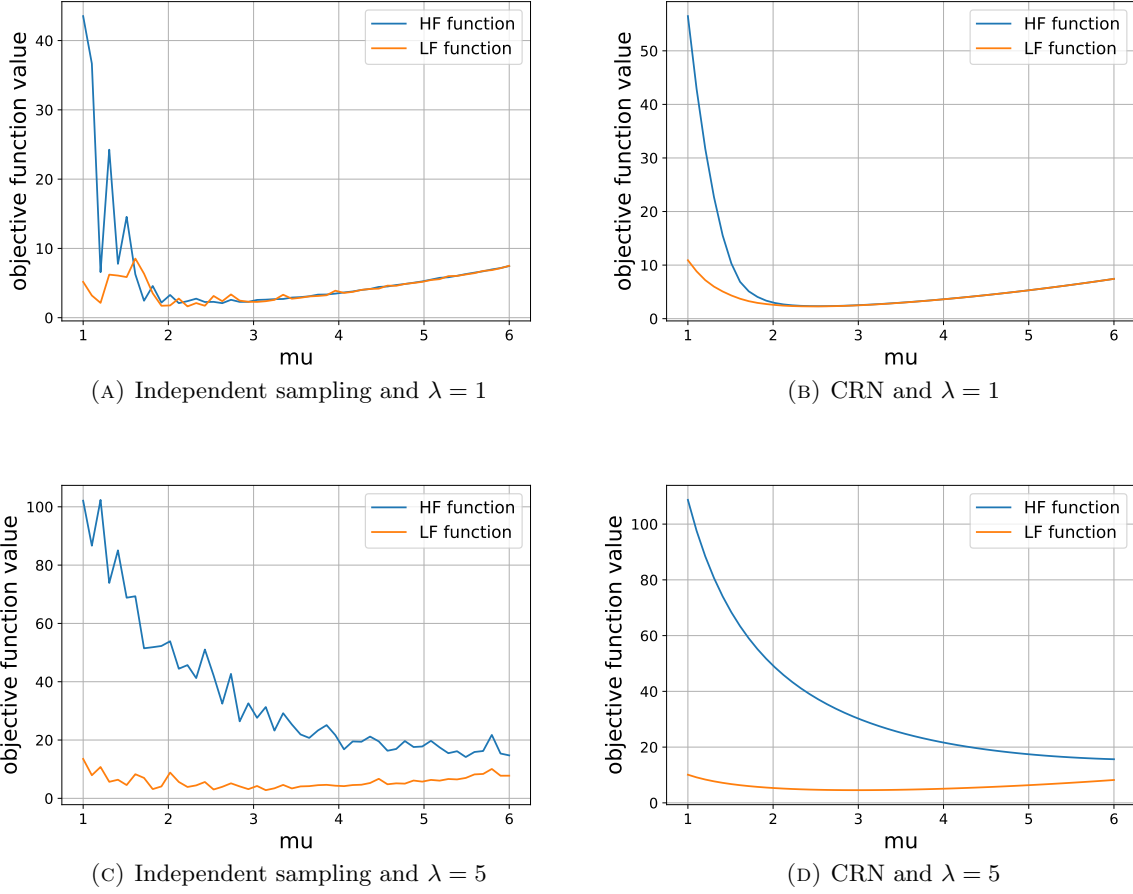 objective function value
40
30
20
10
0
HF function
LF function
1 2 3 4 5 6
mu
(A) Independent sampling and λ = 1
objective function value
50
40
30
20
10
0
HF function
LF function
1 2 3 4 5 6
mu
(B) CRN and λ = 1
objective function value
100
80
60
40
20
0
HF function
LF function
1 2 3 4 5 6
mu
(C) Independent sampling and λ = 5
objective function value
100
80
60
40
20
0
HF function
LF function
1 2 3 4 5 6
mu
(D) CRN and λ = 5